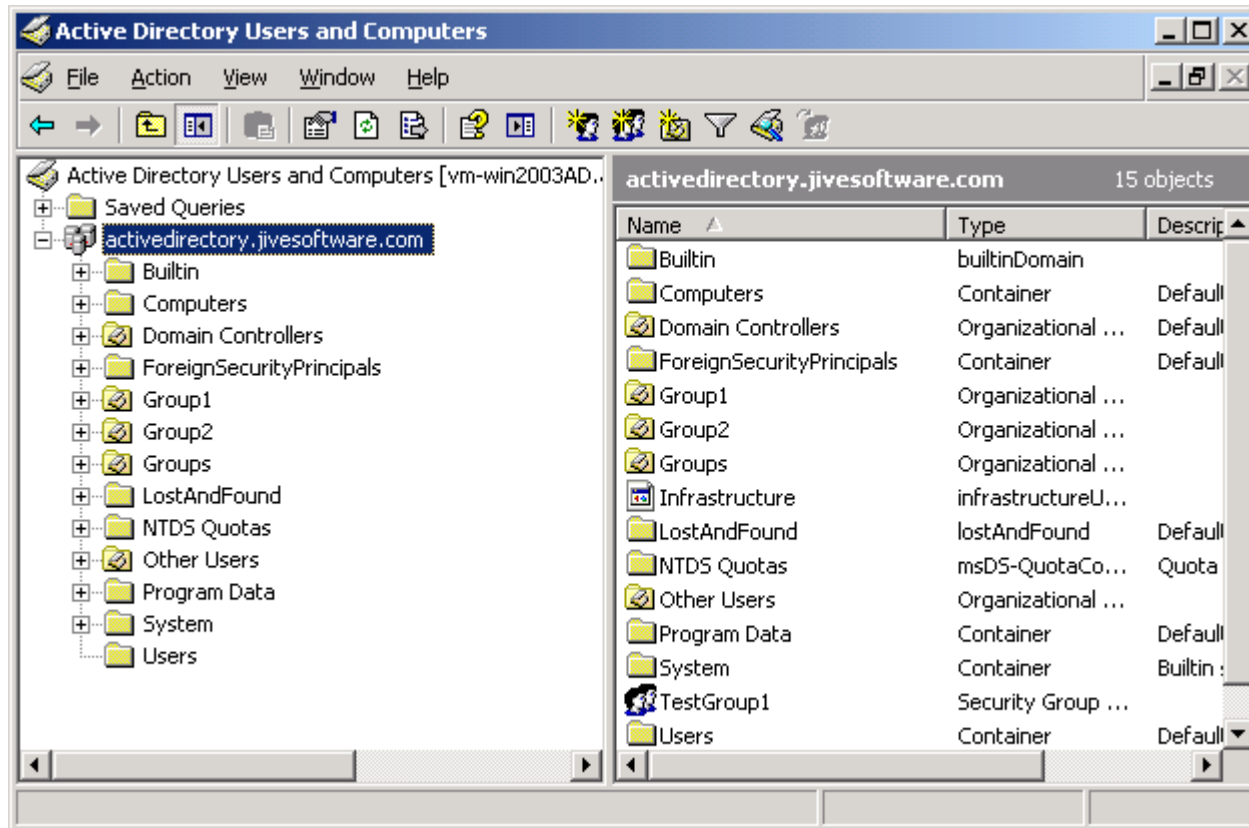 Active Directory Users and Computers
File Action View Window Help
Active Directory Users and Computers [vm-win2003AD.
Saved Queries
activedirectory.jivesoftware.com
Builtin
Computers
Domain Controllers
ForeignSecurityPrincipals
Group1
Group2
Groups
LostAndFound
NTDS Quotas
Other Users
Program Data
System
Users
activedirectory.jivesoftware.com 15 objects
Name Type Descrip
Builtin builtinDomain
Computers Container Defaul
Domain Controllers Organizational ... Defaul
ForeignSecurityPrincipals Container Defaul
Group1 Organizational ...
Group2 Organizational ...
Groups Organizational ...
Infrastructure infrastructureU...
LostAndFound lostAndFound Defaul
NTDS Quotas msDS-QuotaCo... Quota
Other Users Organizational ...
Program Data Container Defaul
System Container Builtin
TestGroup1 Security Group ...
Users Container Defaul